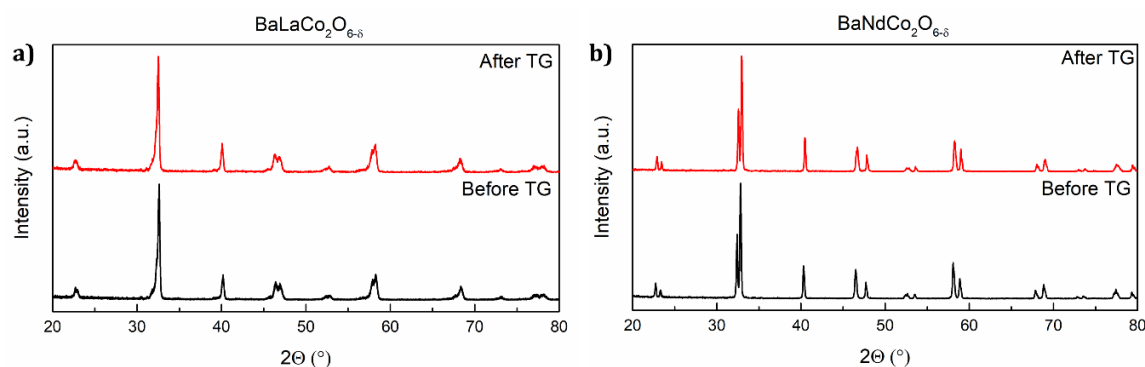 BaLaCo₂O₆₋δ
a)
After TG
Before TG
Intensity (a.u.)
20 30 40 50 60 70 80
2Θ (°)
BaNdCo₂O₆₋δ
b)
After TG
Before TG
Intensity (a.u.)
20 30 40 50 60 70 80
2Θ (°)